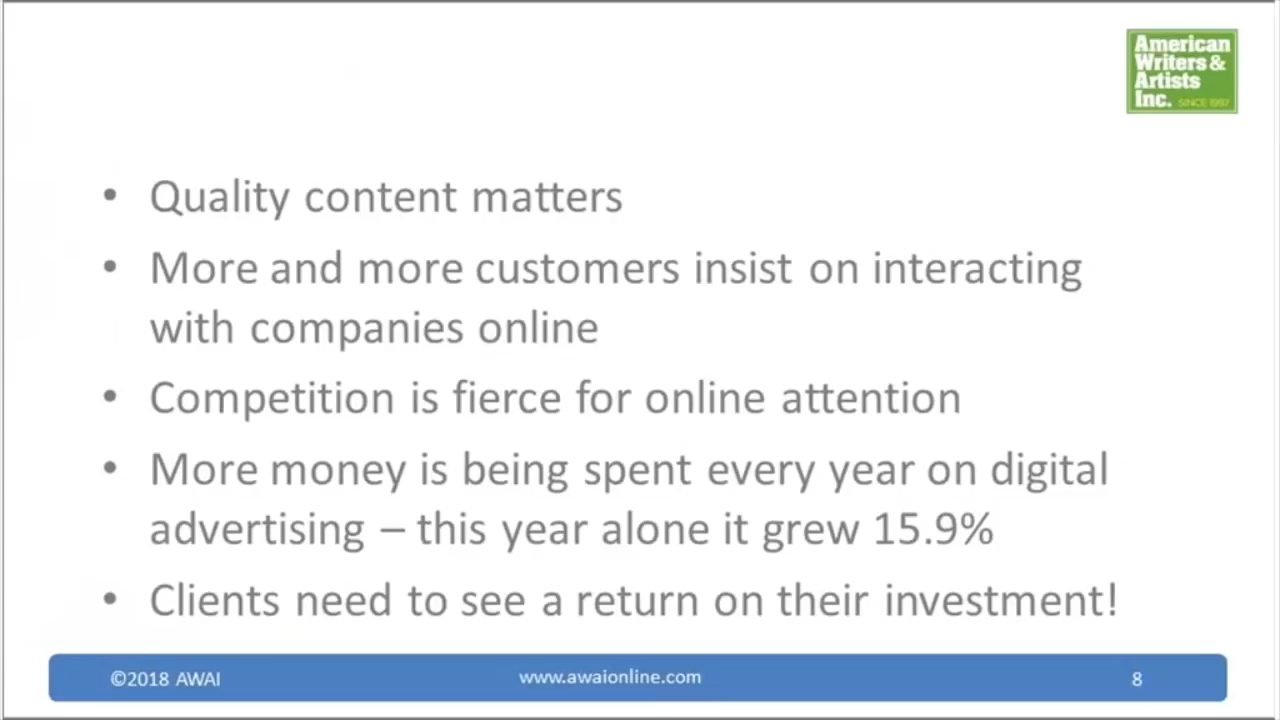 American
Writers &
Artists
Inc. SINCE 1997
• Quality content matters
• More and more customers insist on interacting
with companies online
• Competition is fierce for online attention
• More money is being spent every year on digital
advertising – this year alone it grew 15.9%
• Clients need to see a return on their investment!
©2018 AWAI www.awaionline.com 8